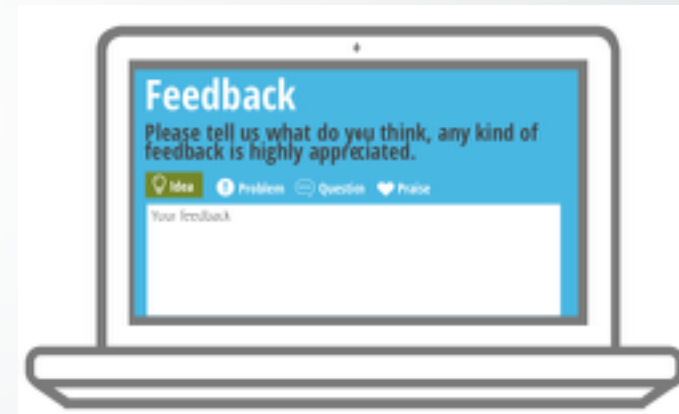 Feedback
Please tell us what do you think, any kind of
feedback is highly appreciated.
Idea Problem Question Praise
Your feedback